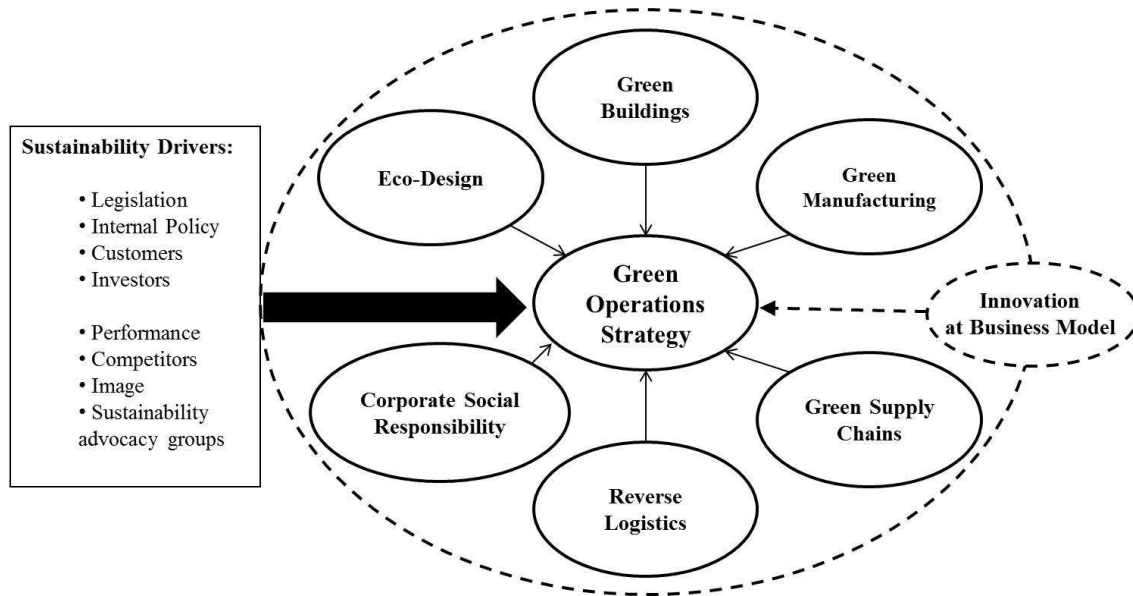 Sustainability Drivers:
• Legislation
• Internal Policy
• Customers
• Investors
• Performance
• Competitors
• Image
• Sustainability
advocacy groups
Green
Buildings
Eco-Design
Green
Manufacturing
Green
Operations
Strategy
Innovation
at Business Model
Corporate Social
Responsibility
Green Supply
Chains
Reverse
Logistics